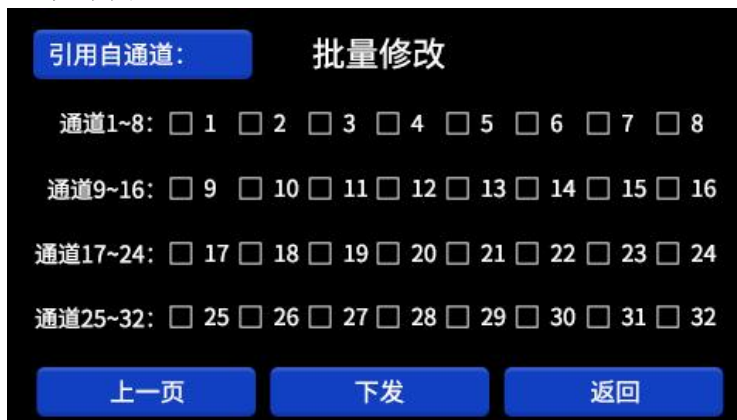 引用自通道: 批量修改
通道1~8: 1 2 3 4 5 6 7 8
通道9~16: 9 10 11 12 13 14 15 16
通道17~24: 17 18 19 20 21 22 23 24
通道25~32: 25 26 27 28 29 30 31 32
上一页 下发 返回